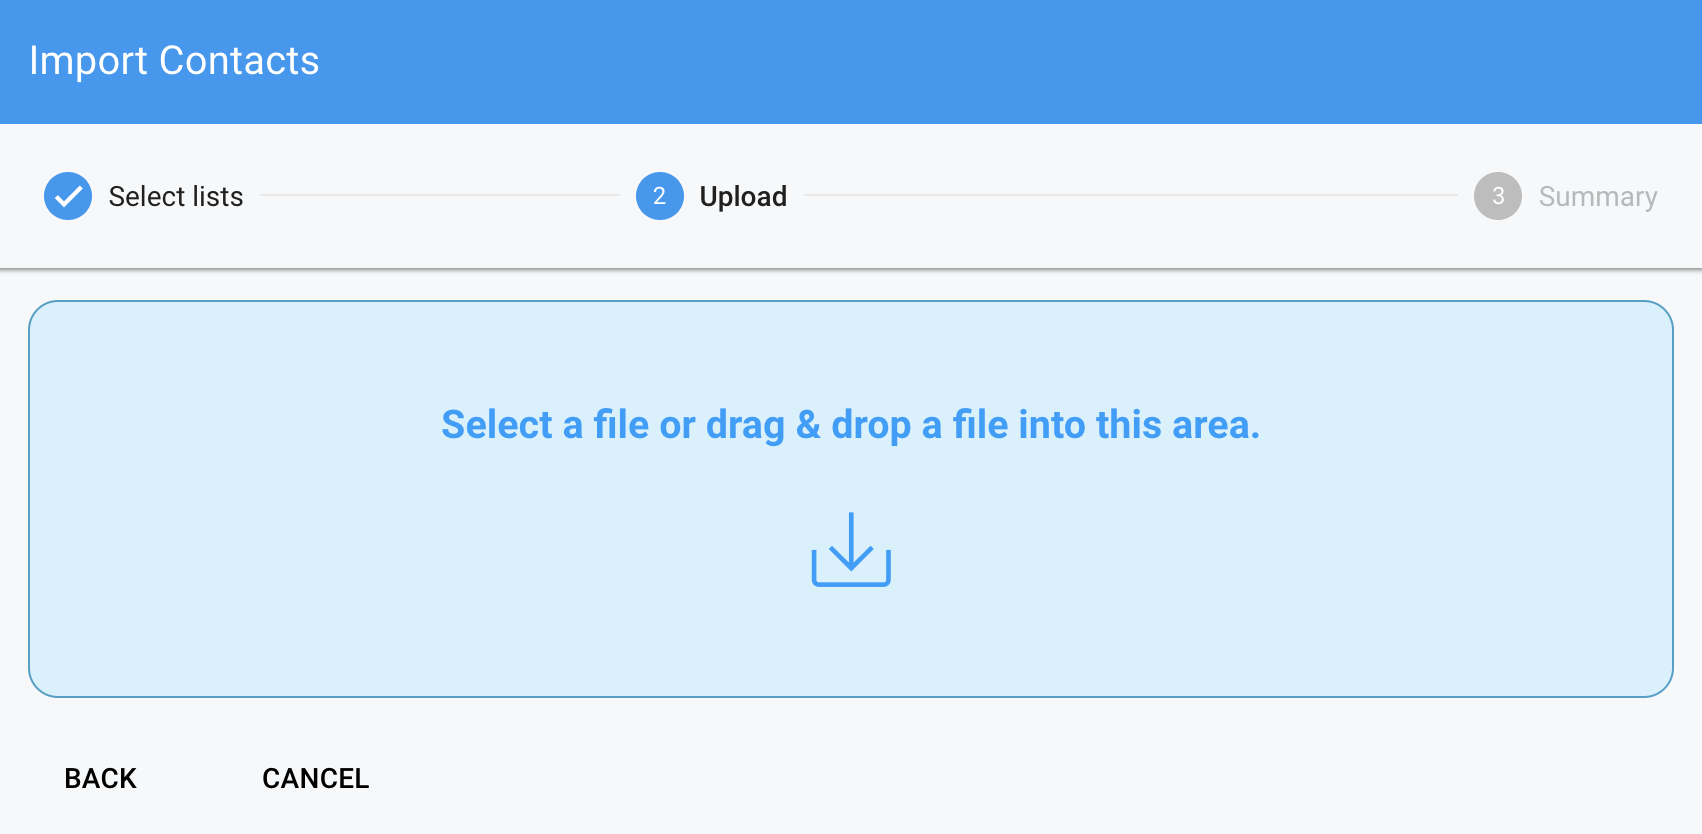 Import Contacts
Select lists
2 Upload
3 Summary
Select a file or drag & drop a file into this area.
BACK CANCEL